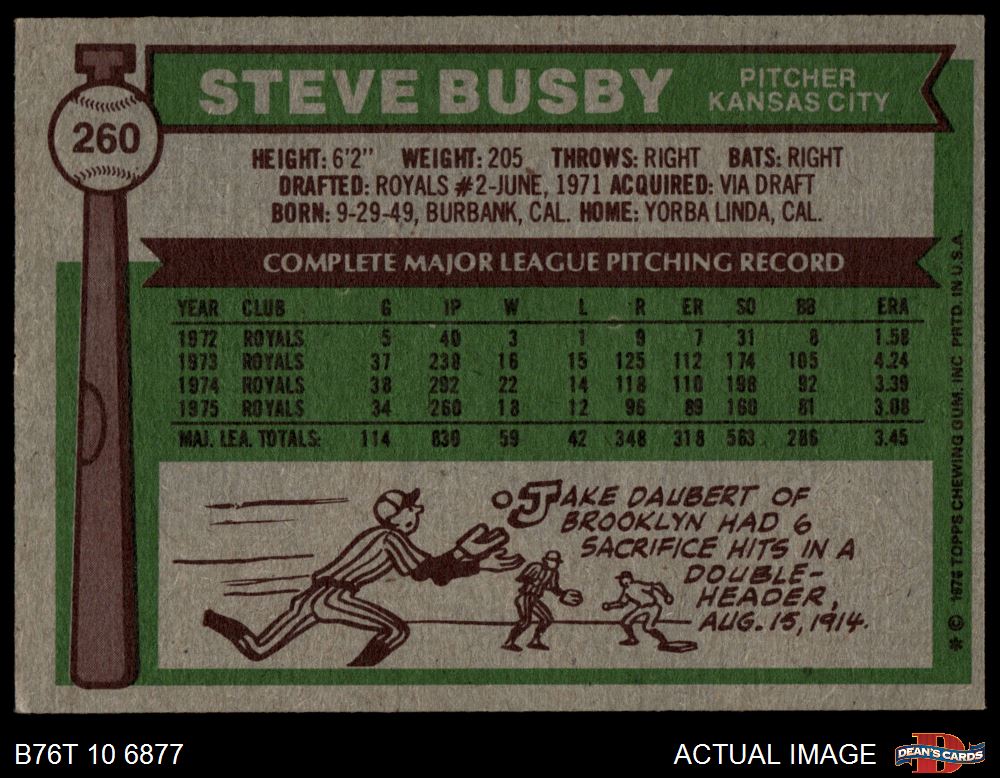 STEVE BUSBY
PITCHER
KANSAS CITY
260
HEIGHT: 6'2" WEIGHT: 205 THROWS: RIGHT BATS: RIGHT
DRAFTED: ROYALS #2-JUNE, 1971 ACQUIRED: VIA DRAFT
BORN: 9-29-49, BURBANK, CAL. HOME: YORBA LINDA, CAL.
COMPLETE MAJOR LEAGUE PITCHING RECORD
YEAR CLUB G IP W L R ER SO BB ERA
1972 ROYALS 5 40 3 1 9 7 31 8 1.58
1973 ROYALS 37 238 16 15 125 112 174 105 4.24
1974 ROYALS 38 292 22 14 118 110 198 92 3.39
1975 ROYALS 34 260 18 12 96 89 160 81 3.08
MAJ. LEA. TOTALS: 114 830 59 42 348 318 563 286 3.45
JAKE DAUBERT OF
BROOKLYN HAD 6
SACRIFICE HITS IN A
DOUBLE-
HEADER,
AUG. 15, 1914.
* © 1976 TOPPS CHEWING GUM, INC. PRTD. IN U.S.A.
B76T 10 6877
ACTUAL IMAGE
DEAN'S CARDS